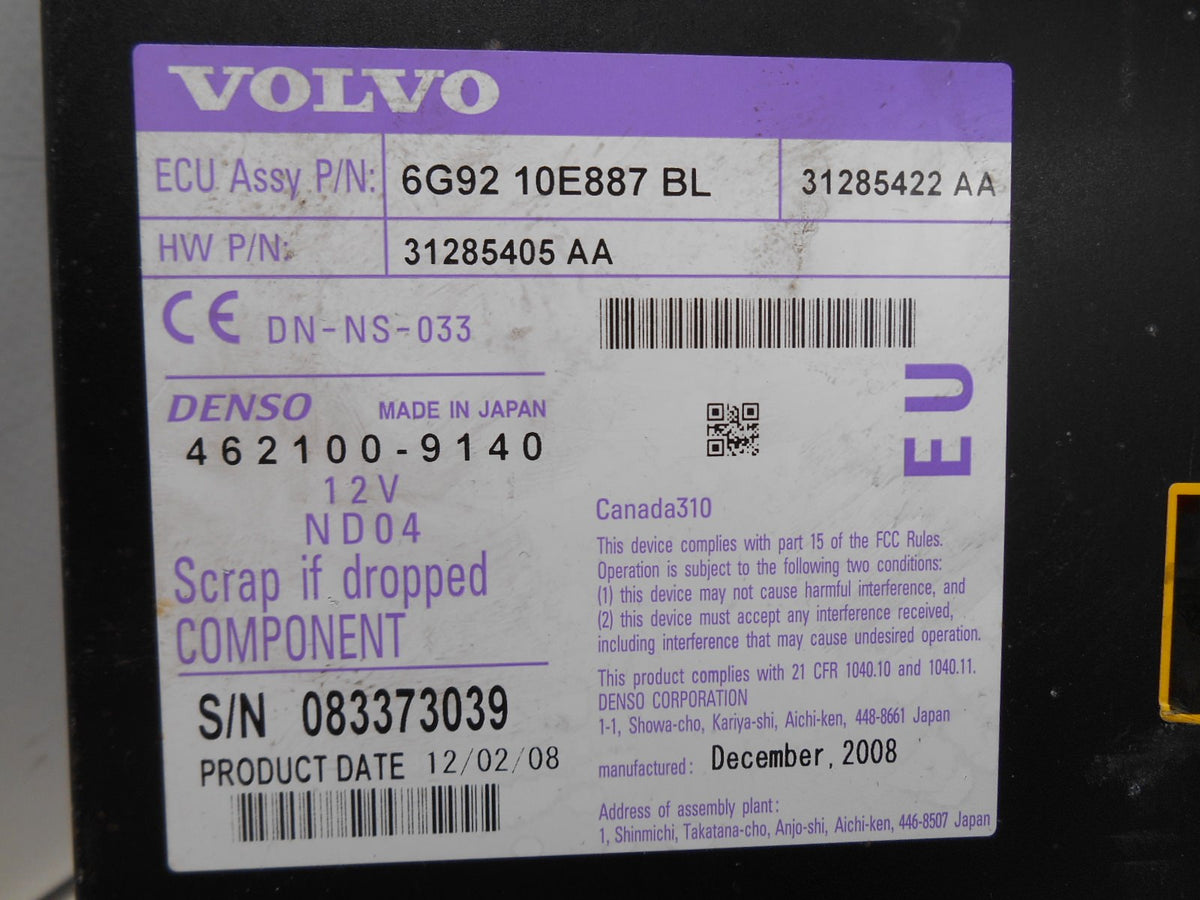 VOLVO
ECU Assy P/N: 6G92 10E887 BL 31285422 AA
HW P/N: 31285405 AA
CE DN-NS-033
DENSO MADE IN JAPAN
462100-9140
12V
ND04
Scrap if dropped
COMPONENT
S/N 083373039
PRODUCT DATE 12/02/08
EU
Canada310
This device complies with part 15 of the FCC Rules.
Operation is subject to the following two conditions:
(1) this device may not cause harmful interference, and
(2) this device must accept any interference received,
including interference that may cause undesired operation.
This product complies with 21 CFR 1040.10 and 1040.11.
DENSO CORPORATION
1-1, Showa-cho, Kariya-shi, Aichi-ken, 448-8661 Japan
manufactured: December, 2008
Address of assembly plant:
1, Shinmichi, Takatana-cho, Anjo-shi, Aichi-ken, 446-8507 Japan